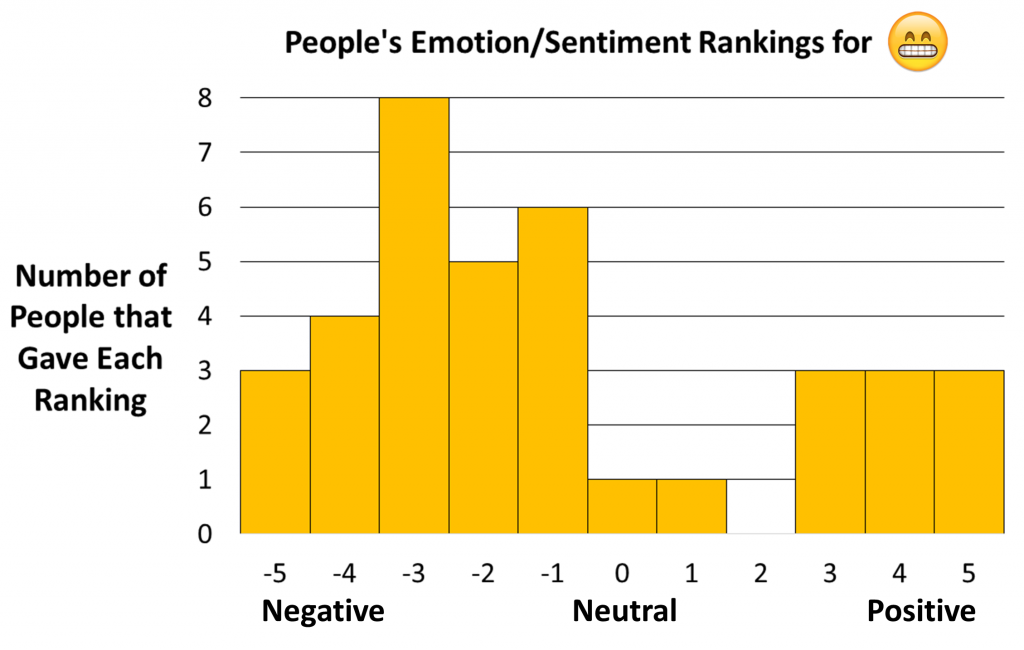 People's Emotion/Sentiment Rankings for 😁
8
7
6
5
4
3
2
1
0
Number of
People that
Gave Each
Ranking
-5 -4 -3 -2 -1 0 1 2 3 4 5
Negative Neutral Positive